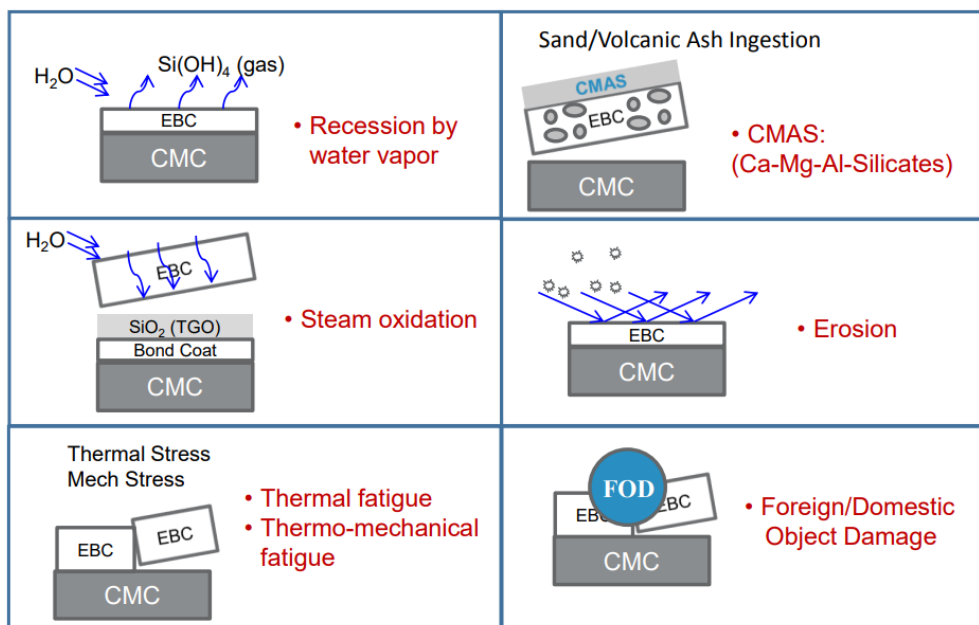 H₂O
Si(OH)₄ (gas)
EBC
CMC
• Recession by
water vapor
Sand/Volcanic Ash Ingestion
CMAS
EBC
CMC
• CMAS:
(Ca-Mg-Al-Silicates)
H₂O
EBC
SiO₂ (TGO)
Bond Coat
CMC
• Steam oxidation
EBC
CMC
• Erosion
Thermal Stress
Mech Stress
EBC
EBC
CMC
• Thermal fatigue
• Thermo-mechanical
fatigue
FOD
EBC
EBC
CMC
• Foreign/Domestic
Object Damage